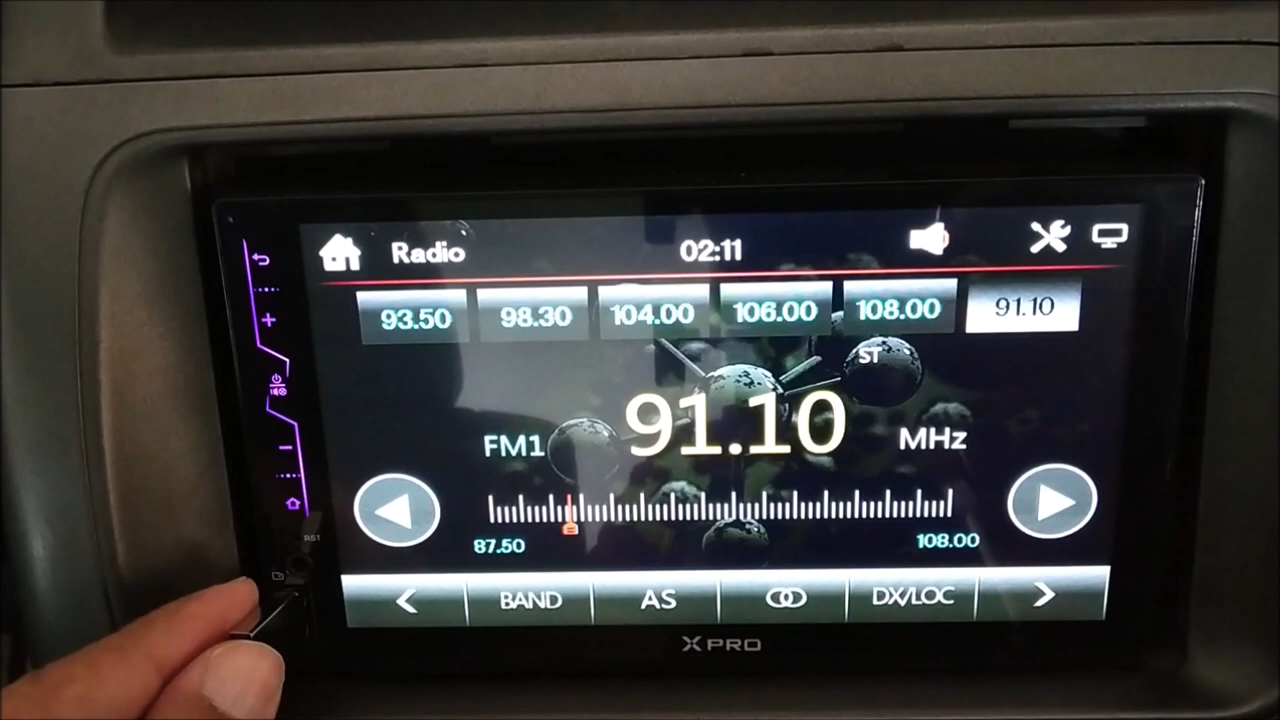 Radio 02:11
93.50 98.30 104.00 106.00 108.00 91.10
ST
FM1 91.10 MHz
87.50 108.00
RST
< BAND AS DX/LOC >
XPRO